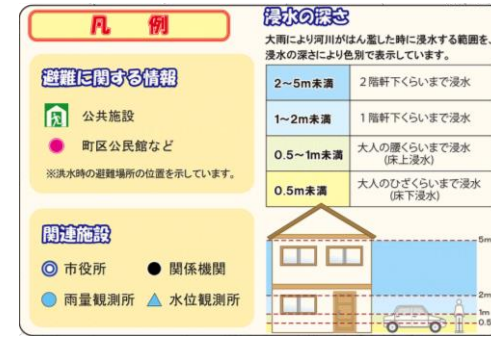 凡 例
避難に関する情報
公共施設
町区公民館など
※洪水時の避難場所の位置を示しています。
関連施設
市役所
関係機関
雨量観測所
水位観測所
浸水の深さ
大雨により河川がはん濫した時に浸水する範囲を、
浸水の深さにより色別で表示しています。
2～5m未満 2階軒下くらいまで浸水
1～2m未満 1階軒下くらいまで浸水
0.5～1m未満 大人の腰くらいまで浸水
(床上浸水)
0.5m未満 大人のひざくらいまで浸水
(床下浸水)
5m
2m
1m
0.5